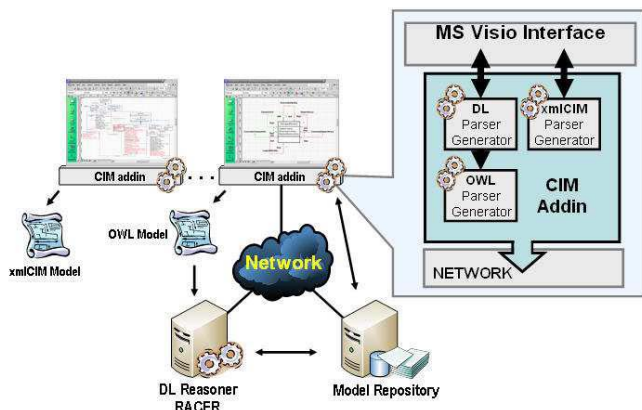 MS Visio Interface
DL
Parser
Generator
xmlCIM
Parser
Generator
OWL
Parser
Generator
CIM
Addin
NETWORK
CIM addin
. . .
CIM addin
xmlCIM Model
OWL Model
Network
DL Reasoner
RACER
Model Repository